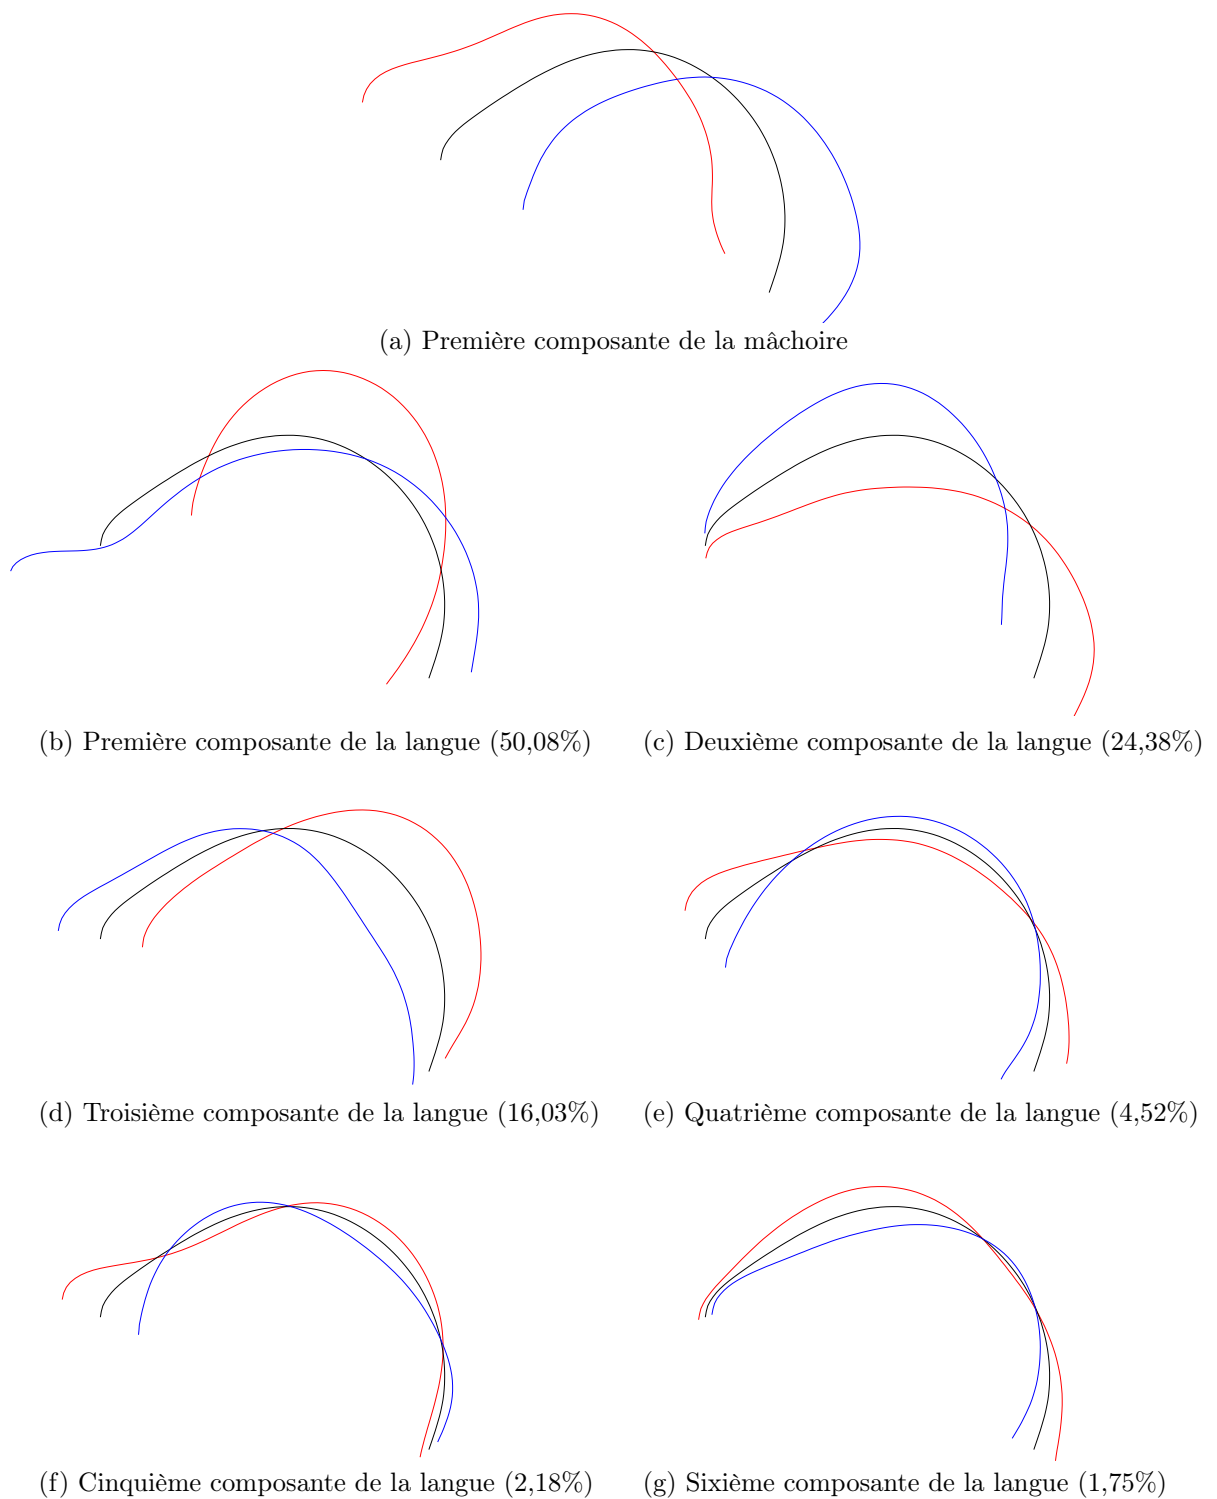 (a) Première composante de la mâchoire
(b) Première composante de la langue (50,08%)
(c) Deuxième composante de la langue (24,38%)
(d) Troisième composante de la langue (16,03%)
(e) Quatrième composante de la langue (4,52%)
(f) Cinquième composante de la langue (2,18%)
(g) Sixième composante de la langue (1,75%)